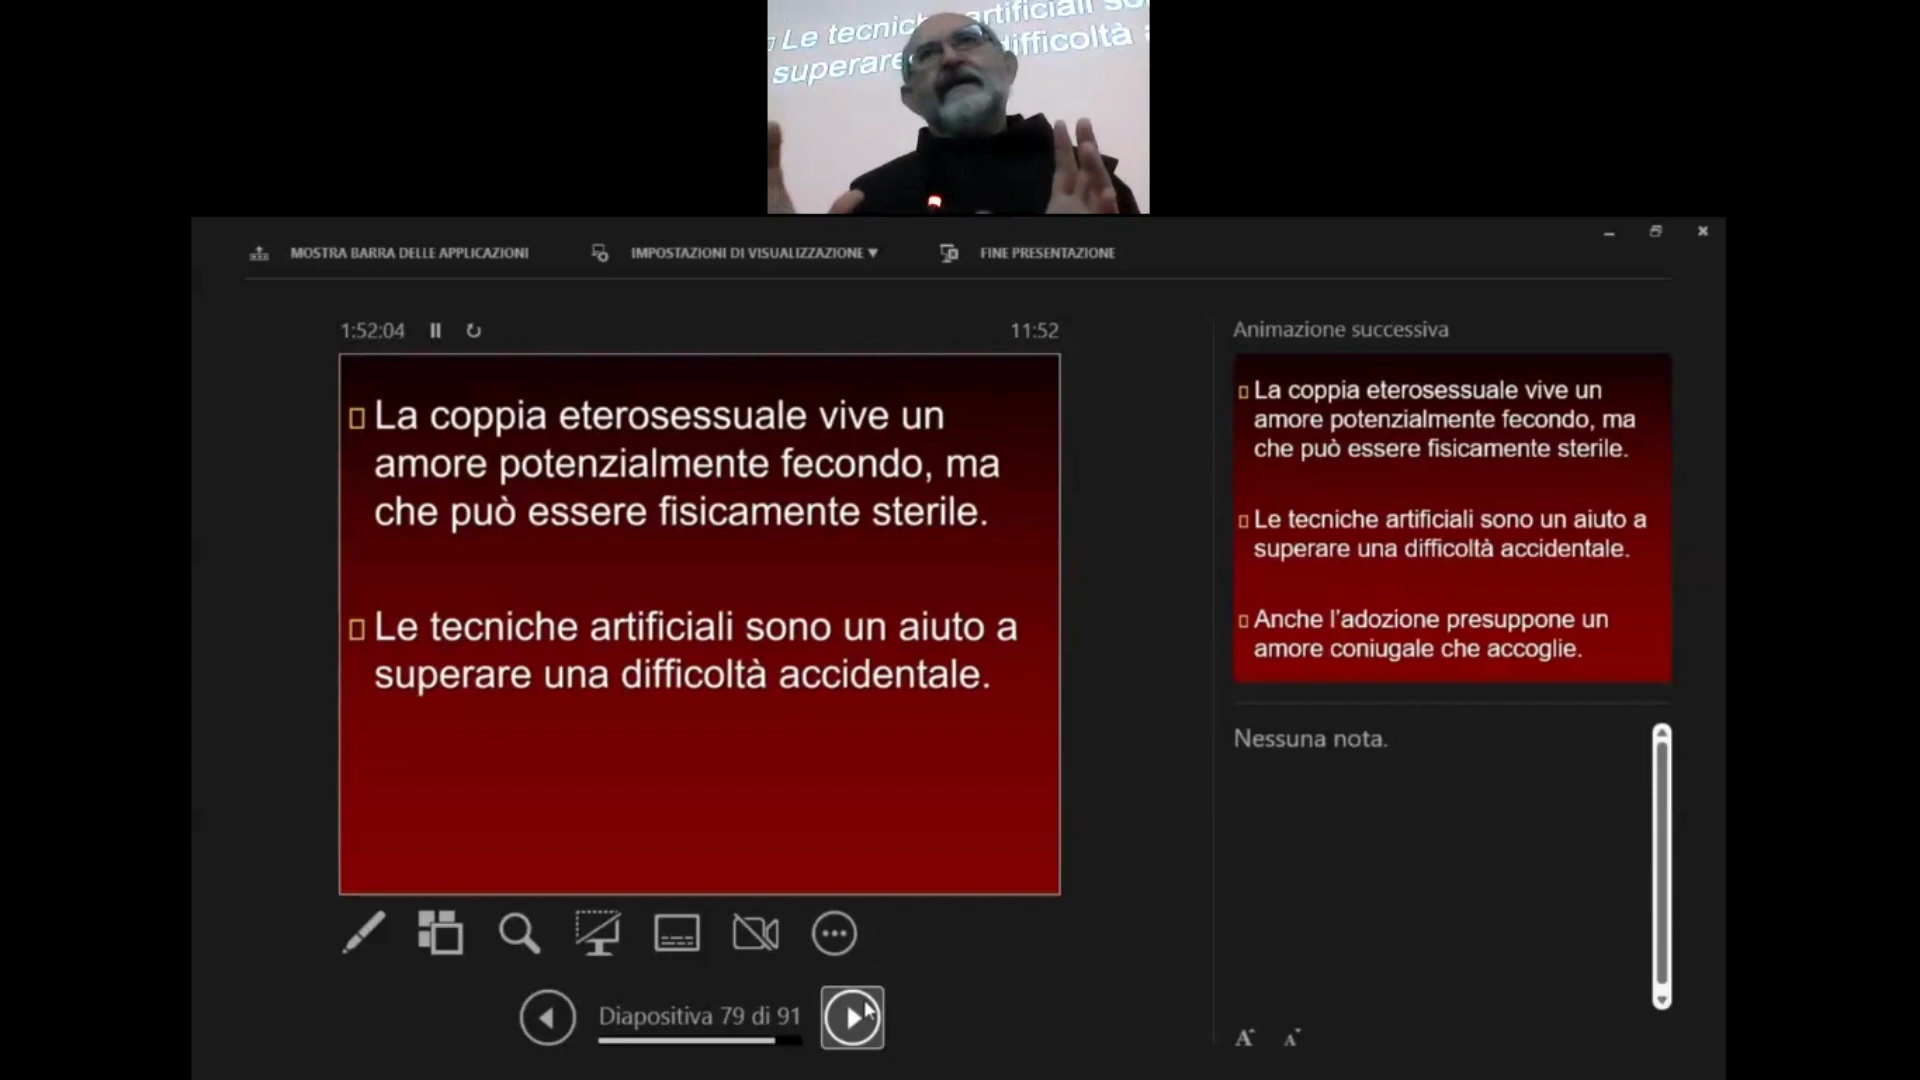 Le tecniche artificiali so
superare difficoltà a
MOSTRA BARRA DELLE APPLICAZIONI
IMPOSTAZIONI DI VISUALIZZAZIONE ▼
FINE PRESENTAZIONE
1:52:04
11:52
La coppia eterosessuale vive un
amore potenzialmente fecondo, ma
che può essere fisicamente sterile.
Le tecniche artificiali sono un aiuto a
superare una difficoltà accidentale.
Diapositiva 79 di 91
Animazione successiva
La coppia eterosessuale vive un
amore potenzialmente fecondo, ma
che può essere fisicamente sterile.
Le tecniche artificiali sono un aiuto a
superare una difficoltà accidentale.
Anche l'adozione presuppone un
amore coniugale che accoglie.
Nessuna nota.
A A